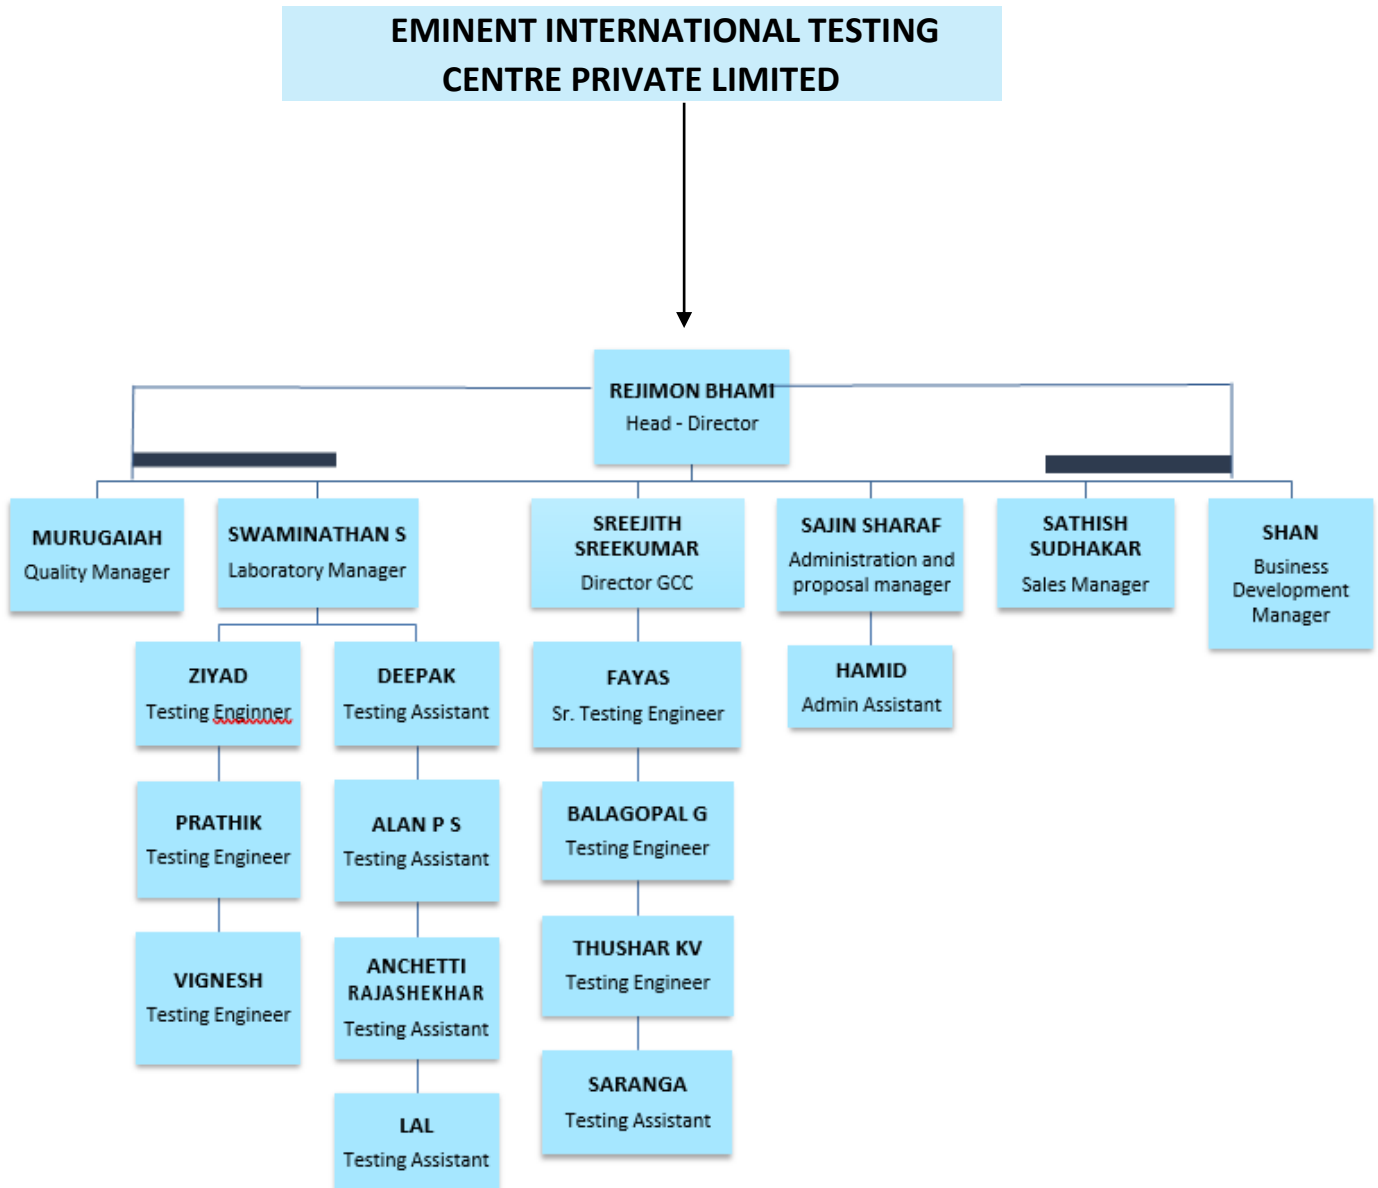 EMINENT INTERNATIONAL TESTING
CENTRE PRIVATE LIMITED
REJIMON BHAMI
Head - Director
MURUGAIAH
Quality Manager
SWAMINATHAN S
Laboratory Manager
SREEJITH
SREEKUMAR
Director GCC
SAJIN SHARAF
Administration and
proposal manager
SATHISH
SUDHAKAR
Sales Manager
SHAN
Business
Development
Manager
ZIYAD
Testing Enginner
DEEPAK
Testing Assistant
FAYAS
Sr. Testing Engineer
HAMID
Admin Assistant
PRATHIK
Testing Engineer
ALAN P S
Testing Assistant
BALAGOPAL G
Testing Engineer
VIGNESH
Testing Engineer
ANCHETTI
RAJASHEKHAR
Testing Assistant
THUSHAR KV
Testing Engineer
LAL
Testing Assistant
SARANGA
Testing Assistant